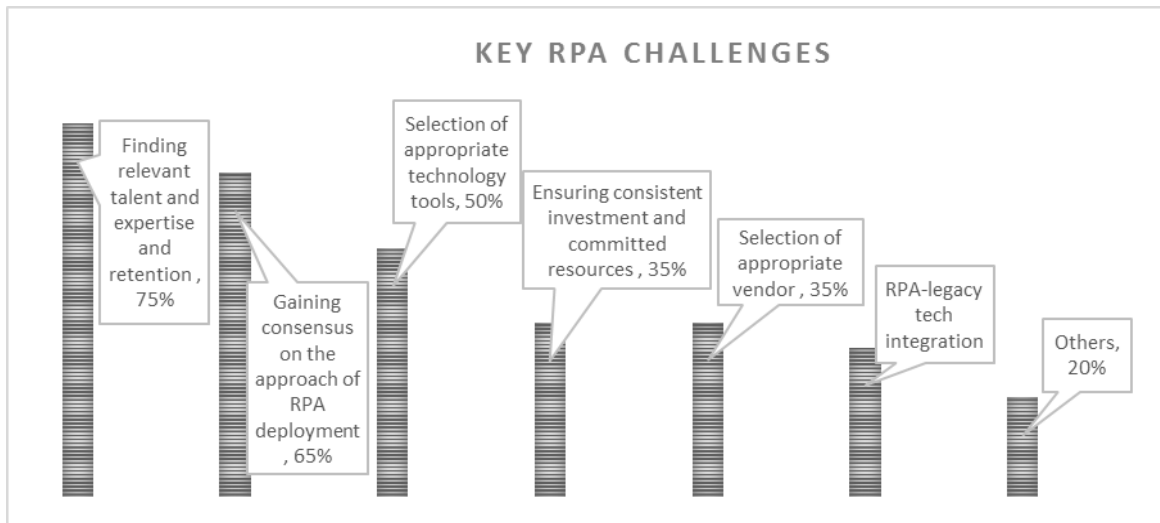 KEY RPA CHALLENGES
Finding
relevant
talent and
expertise and
retention ,
75%
Gaining
consensus
on the
approach of
RPA
deployment
, 65%
Selection of
appropriate
technology
tools, 50%
Ensuring consistent
investment and
committed
resources , 35%
Selection of
appropriate
vendor , 35%
RPA-legacy
tech
integration
Others,
20%